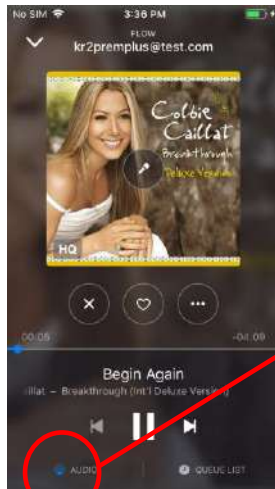 No SIM 3:36 PM
FLOW
kr2premplus@test.com
Colbie
Caillat
Breakthrough
Deluxe Version
HQ
00:05 -04:09
Begin Again
illat – Breakthrough (Int'l Deluxe Version)
AUDIO QUEUE LIST